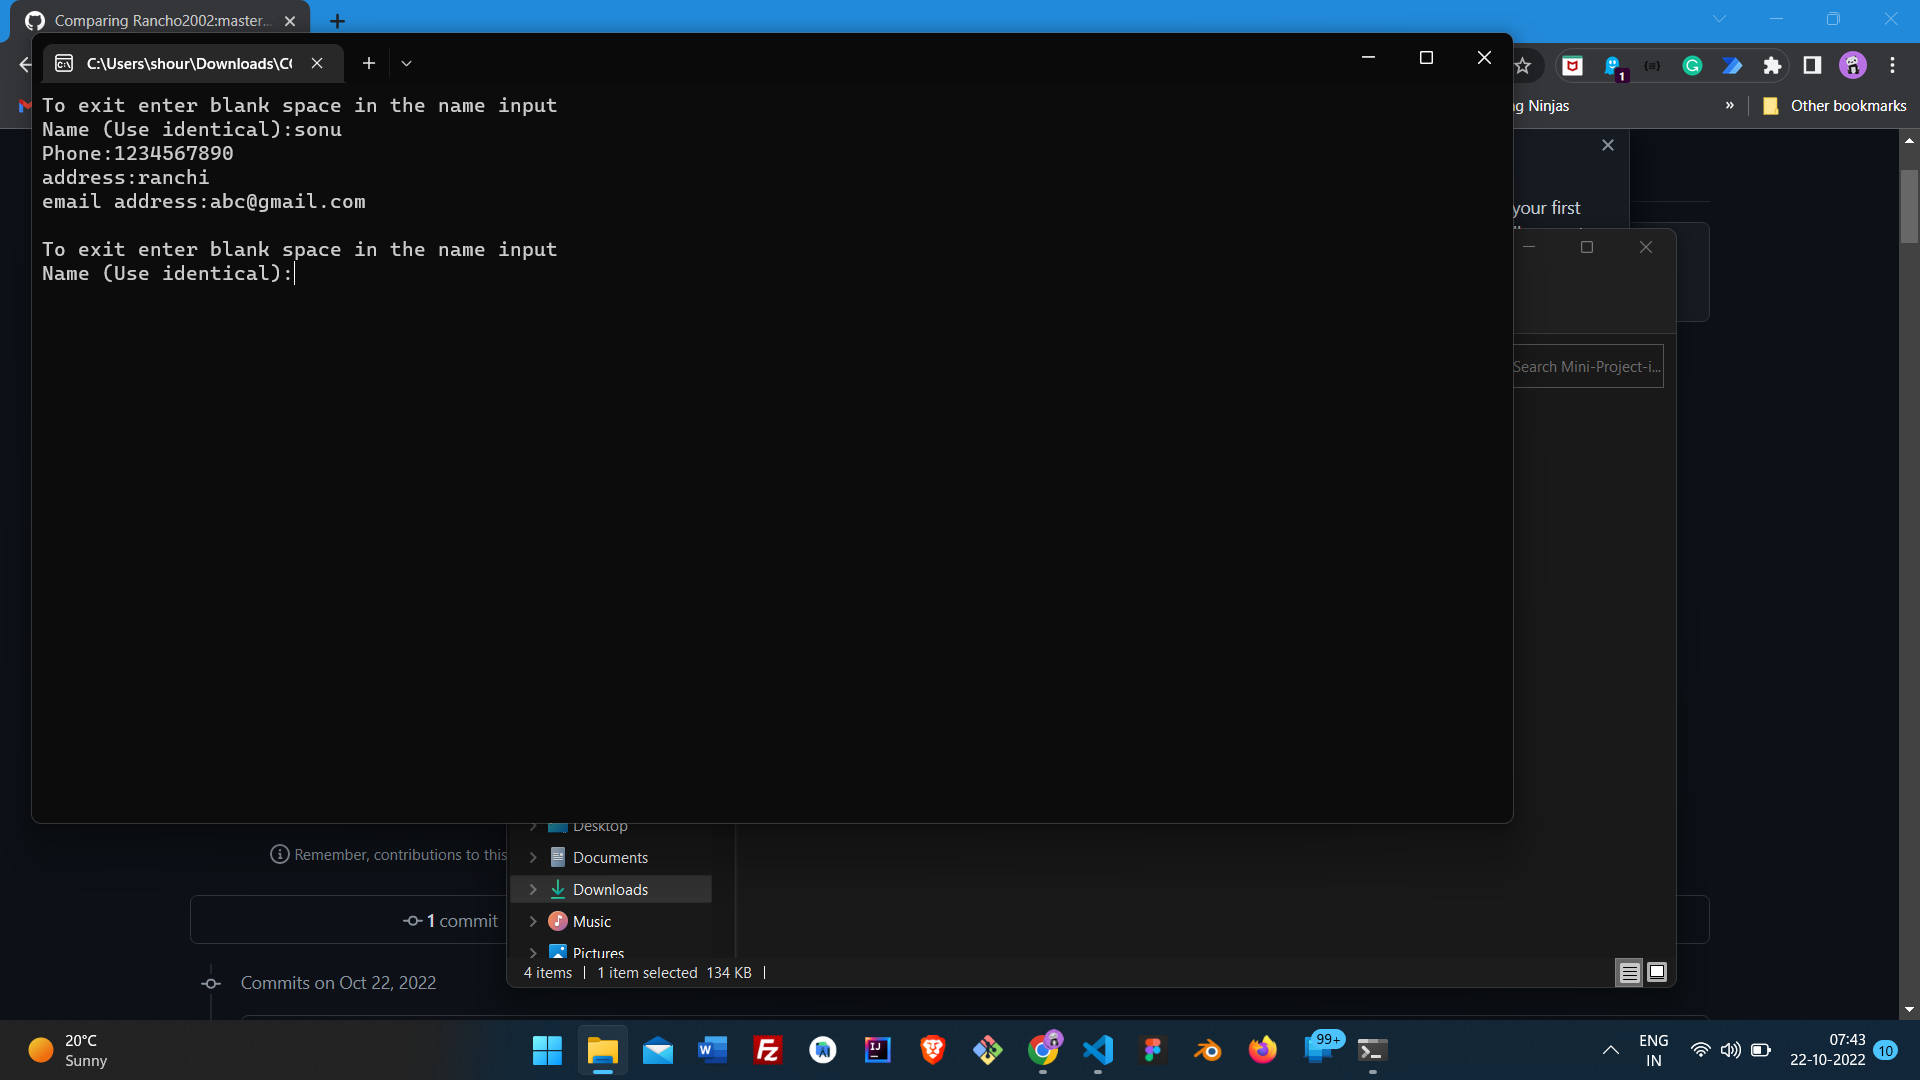 Comparing Rancho2002:master...
C:\Users\shour\Downloads\C
To exit enter blank space in the name input
Name (Use identical):sonu
Phone:1234567890
address:ranchi
email address:abc@gmail.com
To exit enter blank space in the name input
Name (Use identical):
1
g Ninjas
»
Other bookmarks
your first
Search Mini-Project-i...
Desktop
Documents
Downloads
Music
Pictures
4 items
1 item selected 134 KB
Remember, contributions to this
1 commit
Commits on Oct 22, 2022
20°C
Sunny
99+
ENG
IN
07:43
22-10-2022
10